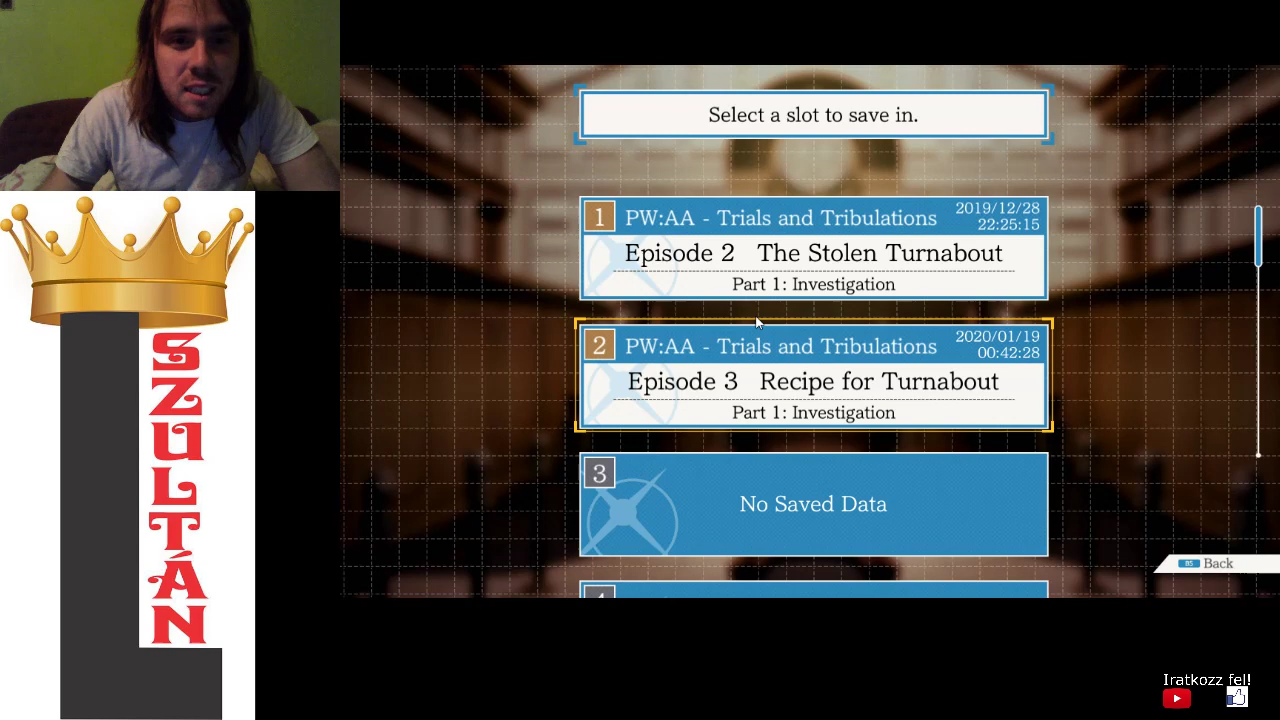 SZULTÁN
Select a slot to save in.
1 PW:AA - Trials and Tribulations 2019/12/28 22:25:15
Episode 2 The Stolen Turnabout
Part 1: Investigation
2 PW:AA - Trials and Tribulations 2020/01/19 00:42:28
Episode 3 Recipe for Turnabout
Part 1: Investigation
3
No Saved Data
BS Back
Iratkozz fel!